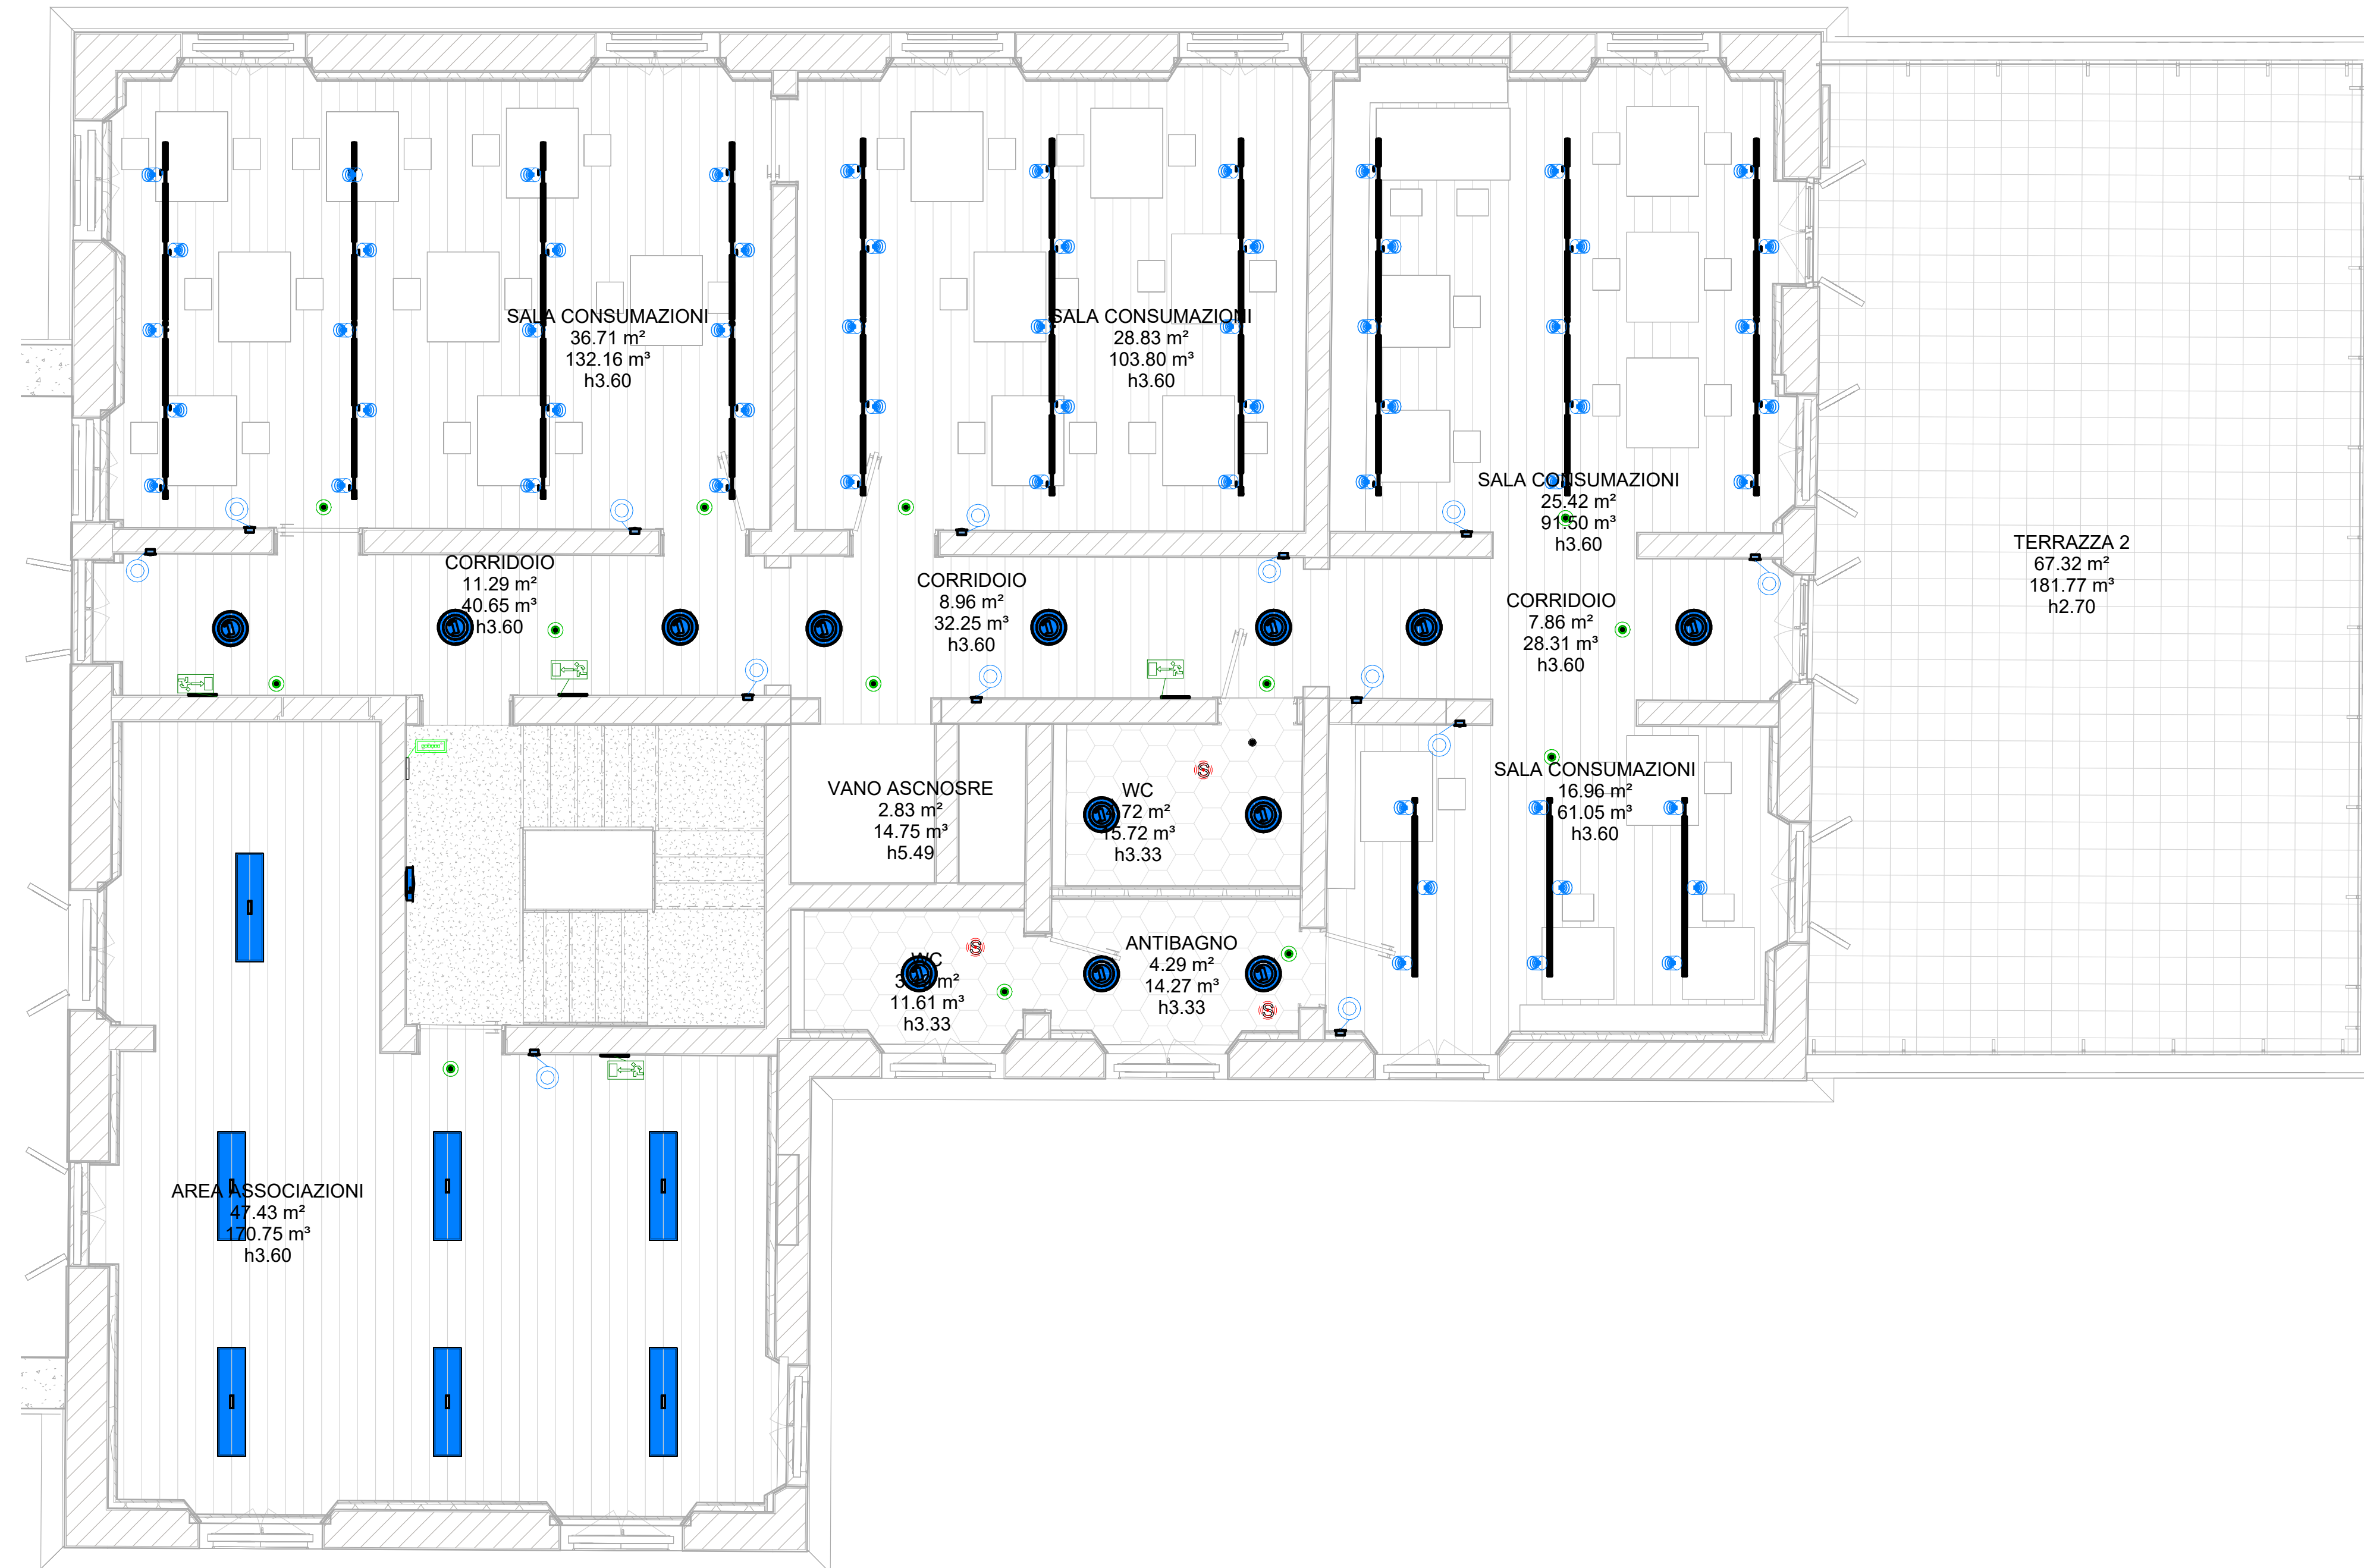 SALA CONSUMAZIONI
36.71 m²
132.16 m³
h3.60
SALA CONSUMAZIONI
28.83 m²
103.80 m³
h3.60
SALA CONSUMAZIONI
25.42 m²
91.50 m³
h3.60
CORRIDOIO
11.29 m²
40.65 m³
h3.60
CORRIDOIO
8.96 m²
32.25 m³
h3.60
CORRIDOIO
7.86 m²
28.31 m³
h3.60
TERRAZZA 2
67.32 m²
181.77 m³
h2.70
VANO ASCNOSRE
2.83 m²
14.75 m³
h5.49
WC
m²
15.72 m³
h3.33
S
SALA CONSUMAZIONI
16.96 m²
61.05 m³
h3.60
WC
m²
11.61 m³
h3.33
S
ANTIBAGNO
4.29 m²
14.27 m³
h3.33
S
AREA ASSOCIAZIONI
47.43 m²
170.75 m³
h3.60